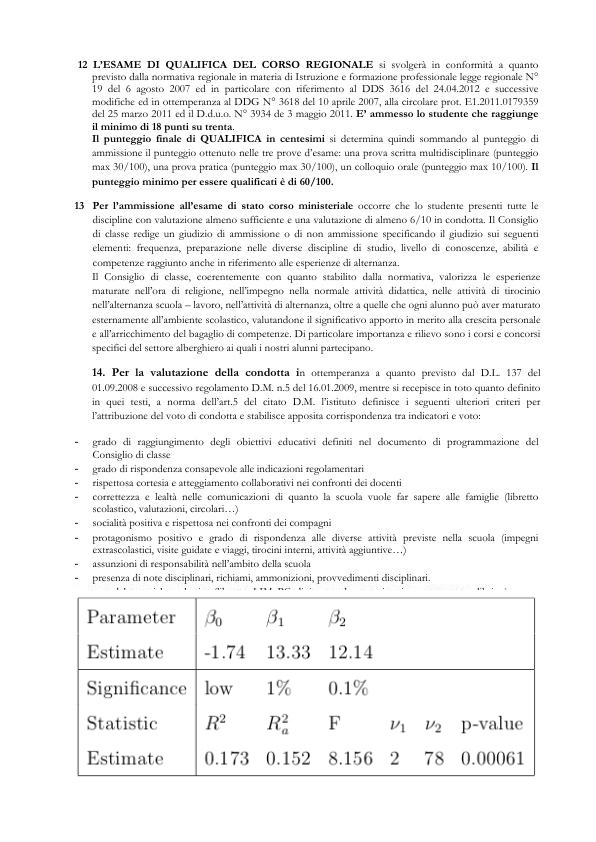 12 L'ESAME DI QUALIFICA DEL CORSO REGIONALE si svolgerà in conformità a quanto
previsto dalla normativa regionale in materia di Istruzione e formazione professionale legge regionale N°
19 del 6 agosto 2007 ed in particolare con riferimento al DDS 3616 del 24.04.2012 e successive
modifiche ed in ottemperanza al DDG N° 3618 del 10 aprile 2007, alla circolare prot. E1.2011.0179359
del 25 marzo 2011 ed il D.d.u.o. N° 3934 de 3 maggio 2011. E' ammesso lo studente che raggiunge
il minimo di 18 punti su trenta.
Il punteggio finale di QUALIFICA in centesimi si determina quindi sommando al punteggio di
ammissione il punteggio ottenuto nelle tre prove d'esame: una prova scritta multidisciplinare (punteggio
max 30/100), una prova pratica (punteggio max 30/100), un colloquio orale (punteggio max 10/100). Il
punteggio minimo per essere qualificati è di 60/100.
13 Per l'ammissione all'esame di stato corso ministeriale occorre che lo studente presenti tutte le
discipline con valutazione almeno sufficiente e una valutazione di almeno 6/10 in condotta. Il Consiglio
di classe redige un giudizio di ammissione o di non ammissione specificando il giudizio sui seguenti
elementi: frequenza, preparazione nelle diverse discipline di studio, livello di conoscenze, abilità e
competenze raggiunto anche in riferimento alle esperienze di alternanza.
Il Consiglio di classe, coerentemente con quanto stabilito dalla normativa, valorizza le esperienze
maturate nell'ora di religione, nell'impegno nella normale attività didattica, nelle attività di tirocinio
nell'alternanza scuola – lavoro, nell'attività di alternanza, oltre a quelle che ogni alunno può aver maturato
esternamente all'ambiente scolastico, valutandone il significativo apporto in merito alla crescita personale
e all'arricchimento del bagaglio di competenze. Di particolare importanza e rilievo sono i corsi e concorsi
specifici del settore alberghiero ai quali i nostri alunni partecipano.
14. Per la valutazione della condotta in ottemperanza a quanto previsto dal D.L. 137 del
01.09.2008 e successivo regolamento D.M. n.5 del 16.01.2009, mentre si recepisce in toto quanto definito
in quei testi, a norma dell'art.5 del citato D.M. l'istituto definisce i seguenti ulteriori criteri per
l'attribuzione del voto di condotta e stabilisce apposita corrispondenza tra indicatori e voto:
- grado di raggiungimento degli obiettivi educativi definiti nel documento di programmazione del
Consiglio di classe
- grado di rispondenza consapevole alle indicazioni regolamentari
- rispettosa cortesia e atteggiamento collaborativi nei confronti dei docenti
- correttezza e lealtà nelle comunicazioni di quanto la scuola vuole far sapere alle famiglie (libretto
scolastico, valutazioni, circolari…)
- socialità positiva e rispettosa nei confronti dei compagni
- protagonismo positivo e grado di rispondenza alle diverse attività previste nella scuola (impegni
extrascolastici, visite guidate e viaggi, tirocini interni, attività aggiuntive…)
- assunzioni di responsabilità nell'ambito della scuola
- presenza di note disciplinari, richiami, ammonizioni, provvedimenti disciplinari.
Parameter β0 β1 β2
Estimate -1.74 13.33 12.14
Significance low 1% 0.1%
Statistic R² R²a F ν1 ν2 p-value
Estimate 0.173 0.152 8.156 2 78 0.00061